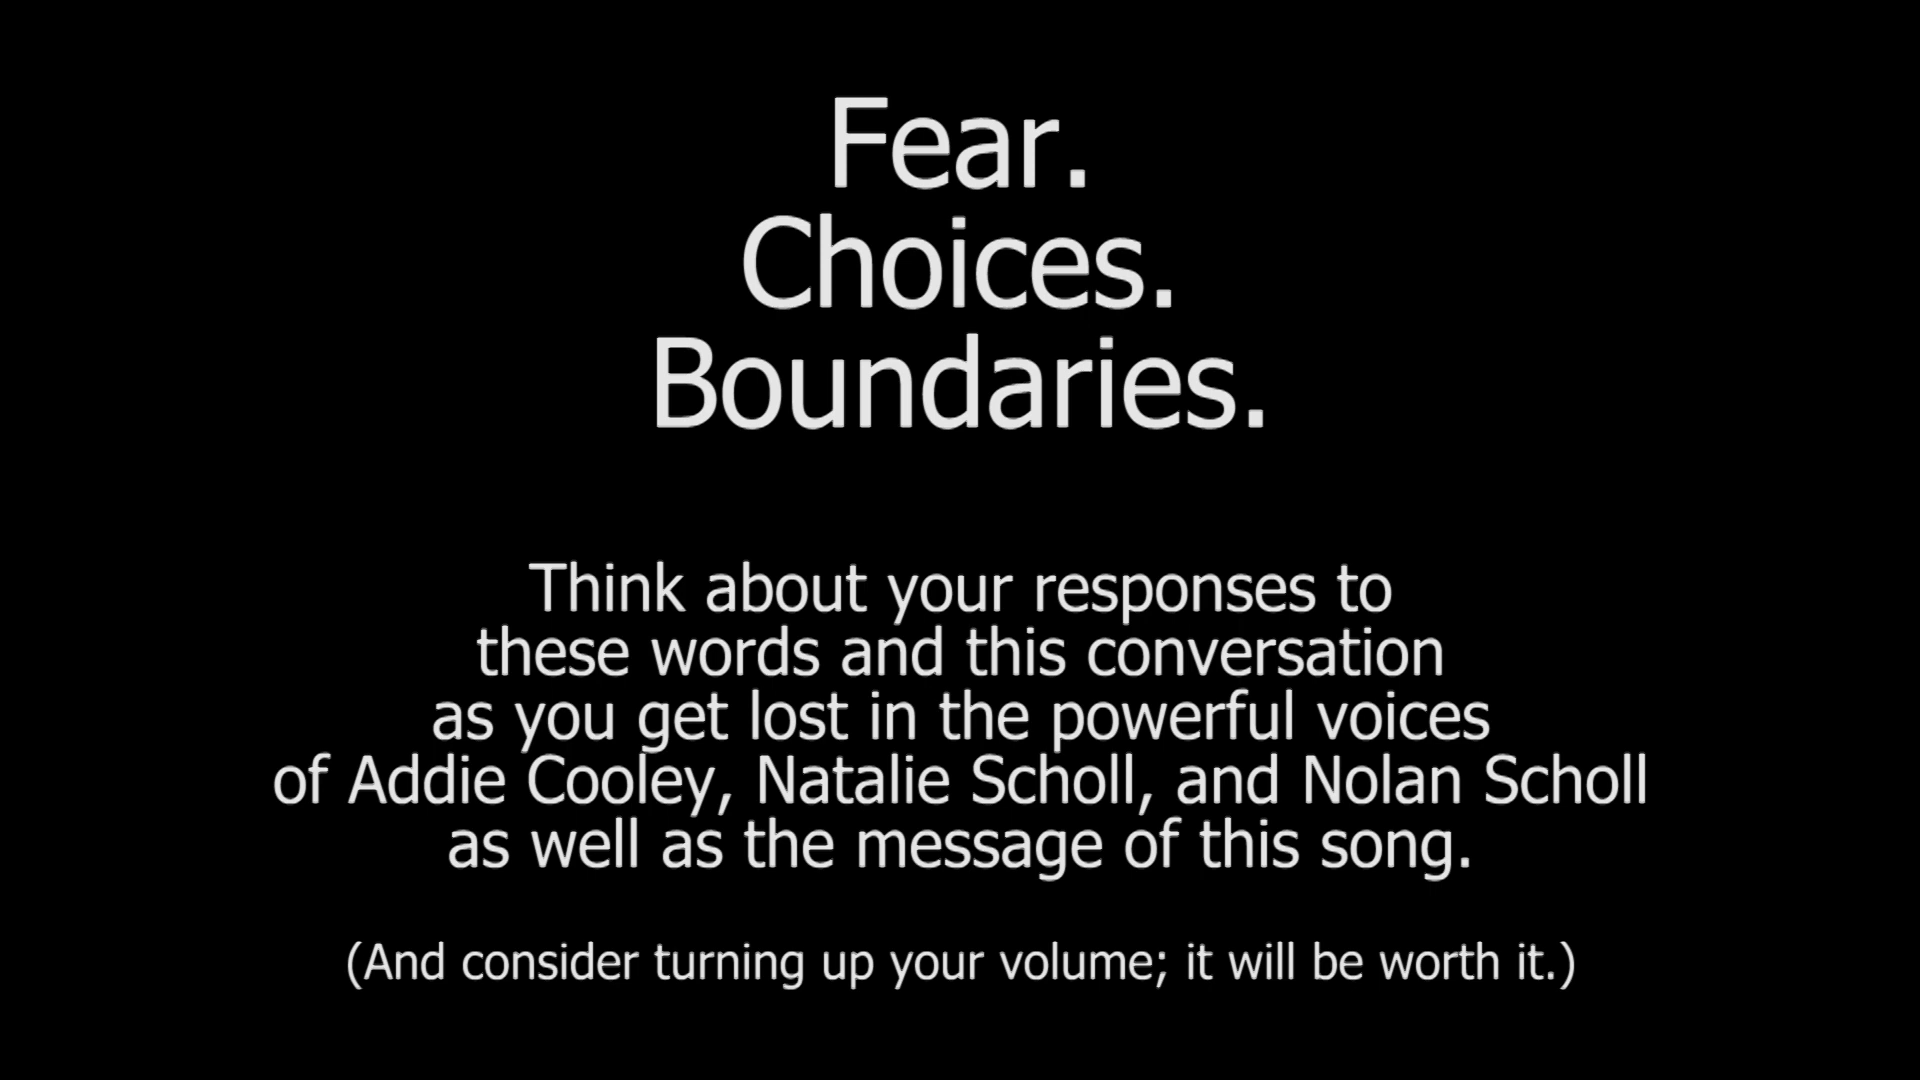 Fear.
Choices.
Boundaries.
Think about your responses to
these words and this conversation
as you get lost in the powerful voices
of Addie Cooley, Natalie Scholl, and Nolan Scholl
as well as the message of this song.
(And consider turning up your volume; it will be worth it.)